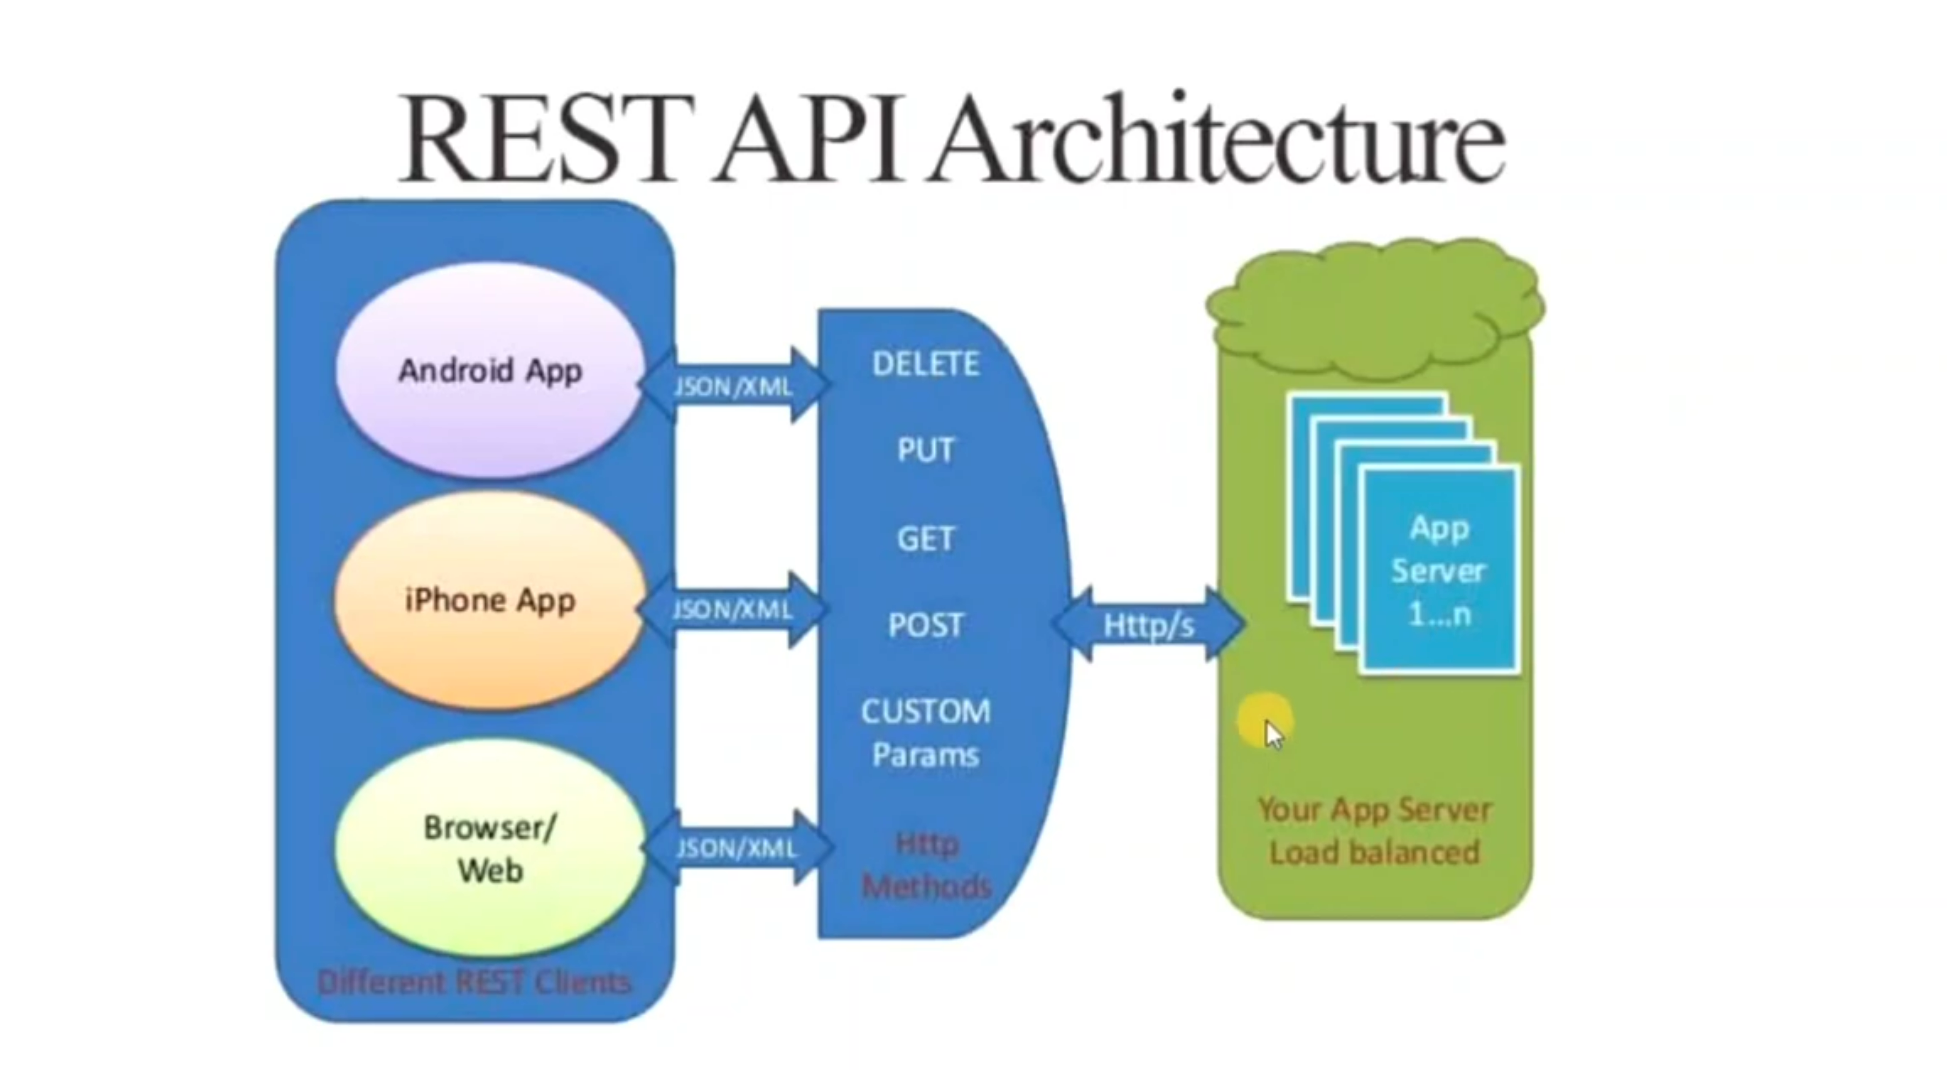 REST API Architecture
Android App
iPhone App
Browser/
Web
Different REST Clients
JSON/XML
JSON/XML
JSON/XML
DELETE
PUT
GET
POST
CUSTOM
Params
Http
Methods
Http/s
App
Server
1...n
Your App Server
Load balanced